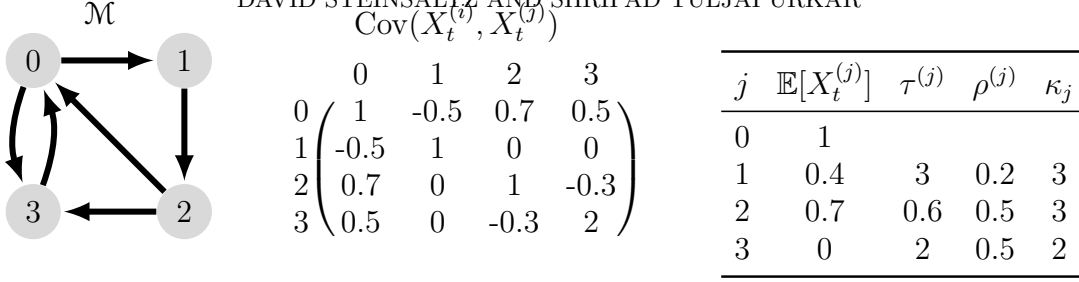 DAVID STEINSALTZ AND SHRIPAD TULJAPURKAR
ℳ
0 1
3 2
Cov(X_t^{(i)}, X_t^{(j)})
0 1 2 3
0 1 -0.5 0.7 0.5
1 -0.5 1 0 0
2 0.7 0 1 -0.3
3 0.5 0 -0.3 2
j 𝔼[X_t^{(j)}] τ^{(j)} ρ^{(j)} κ_j
0 1
1 0.4 3 0.2 3
2 0.7 0.6 0.5 3
3 0 2 0.5 2